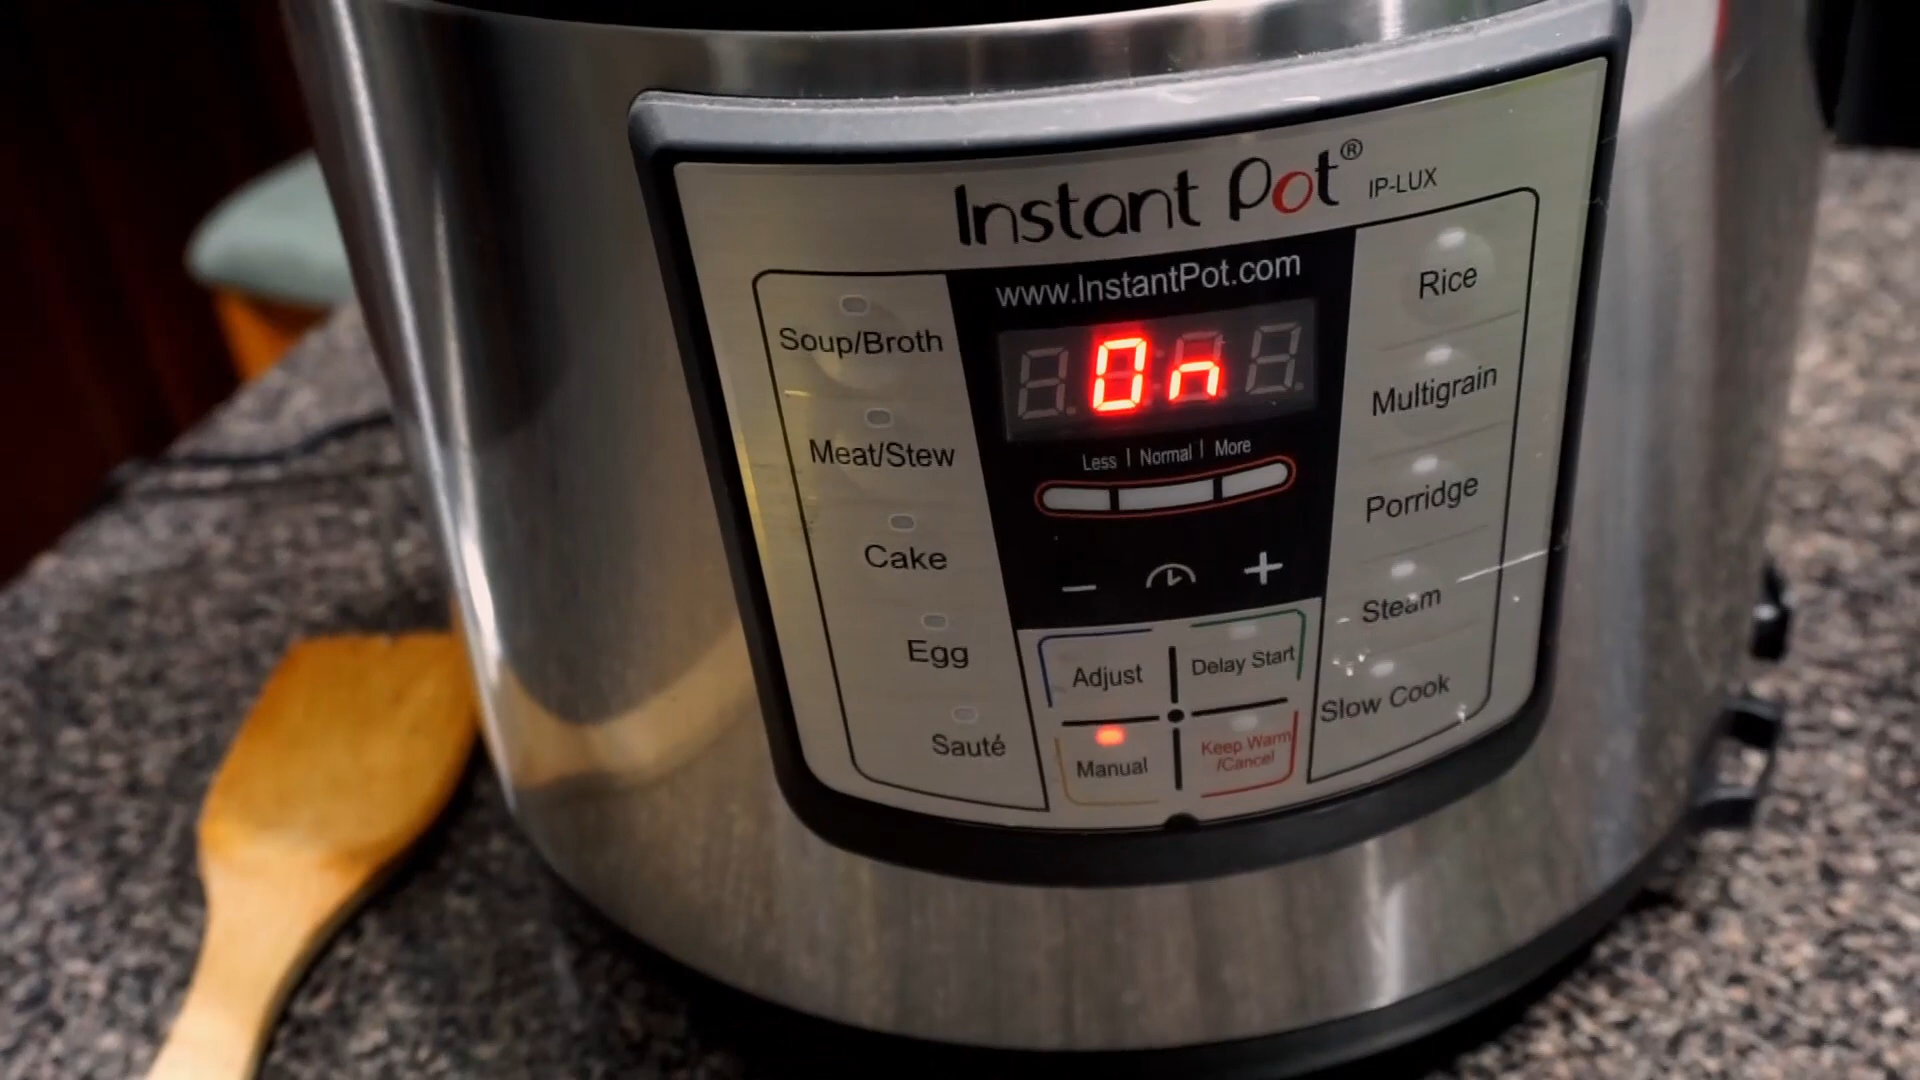 Instant Pot® IP-LUX
www.InstantPot.com
On
Less | Normal | More
Soup/Broth
Meat/Stew
Cake
Egg
Sauté
Rice
Multigrain
Porridge
Steam
Slow Cook
Adjust
Delay Start
Manual
Keep Warm
/Cancel